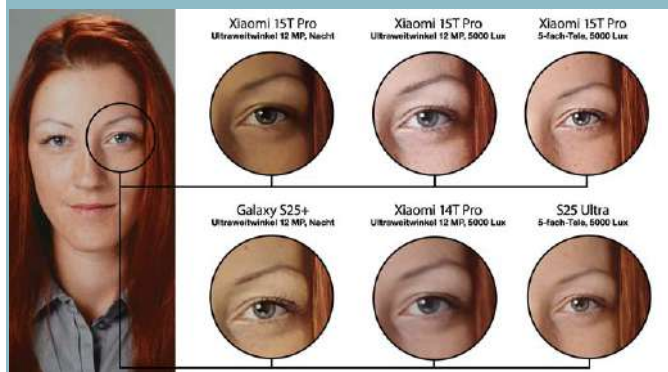 Xiaomi 15T Pro
Ultraweitwinkel 12 MP, Nacht
Xiaomi 15T Pro
Ultraweitwinkel 12 MP, 5000 Lux
Xiaomi 15T Pro
5-fach-Tele, 5000 Lux
Galaxy S25+
Ultraweitwinkel 12 MP, Nacht
Xiaomi 14T Pro
Ultraweitwinkel 12 MP, 5000 Lux
S25 Ultra
5-fach-Tele, 5000 Lux